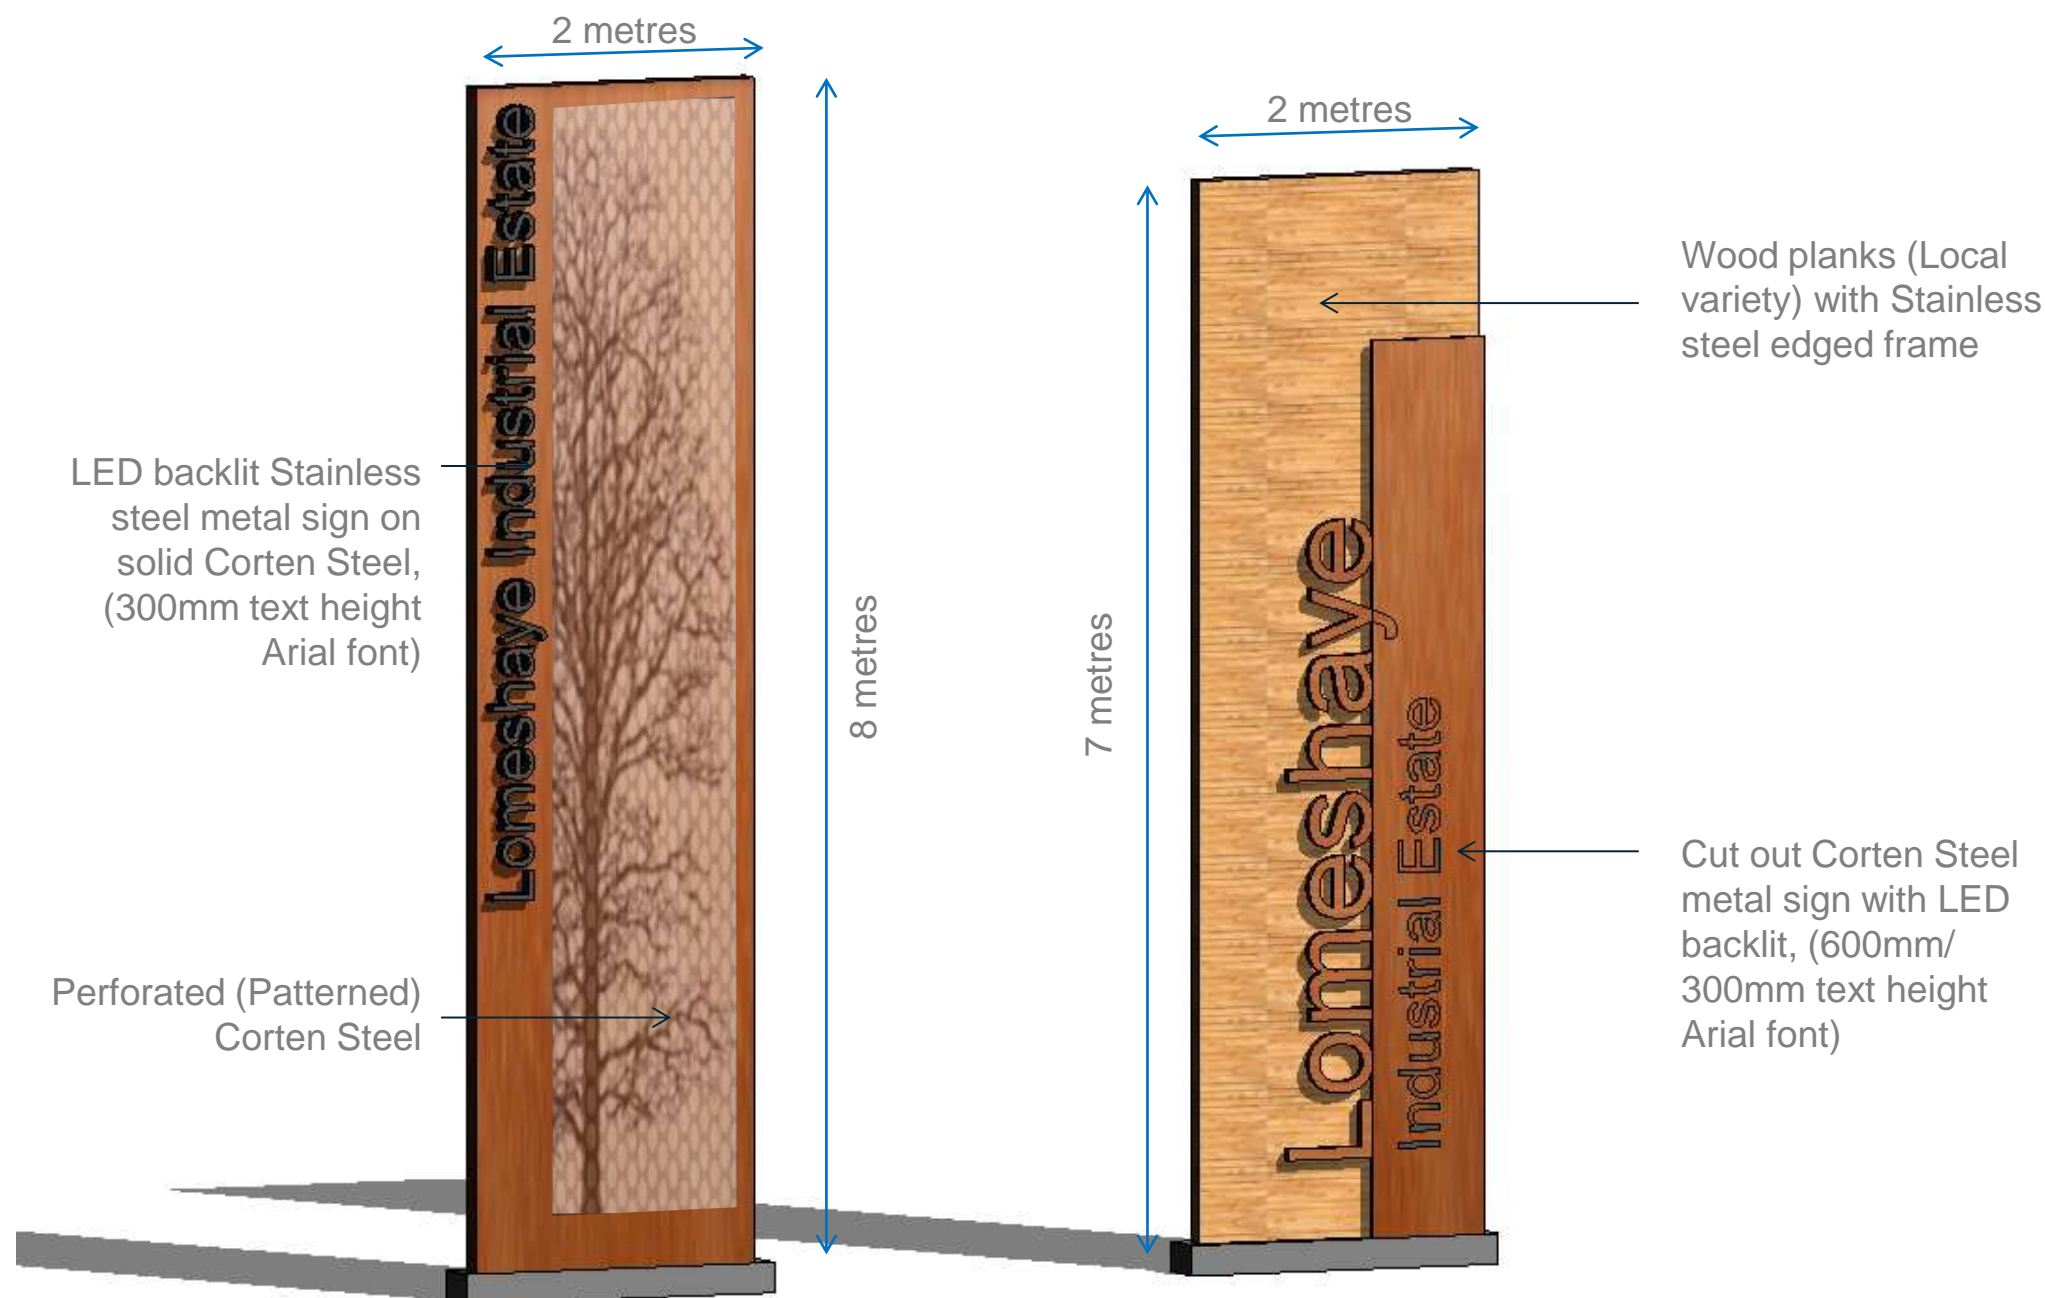 2 metres
2 metres
Lomeshaye Industrial Estate
LED backlit Stainless
steel metal sign on
solid Corten Steel,
(300mm text height
Arial font)
Perforated (Patterned)
Corten Steel
8 metres
7 metres
Lomeshaye
Industrial Estate
Wood planks (Local
variety) with Stainless
steel edged frame
Cut out Corten Steel
metal sign with LED
backlit, (600mm/
300mm text height
Arial font)